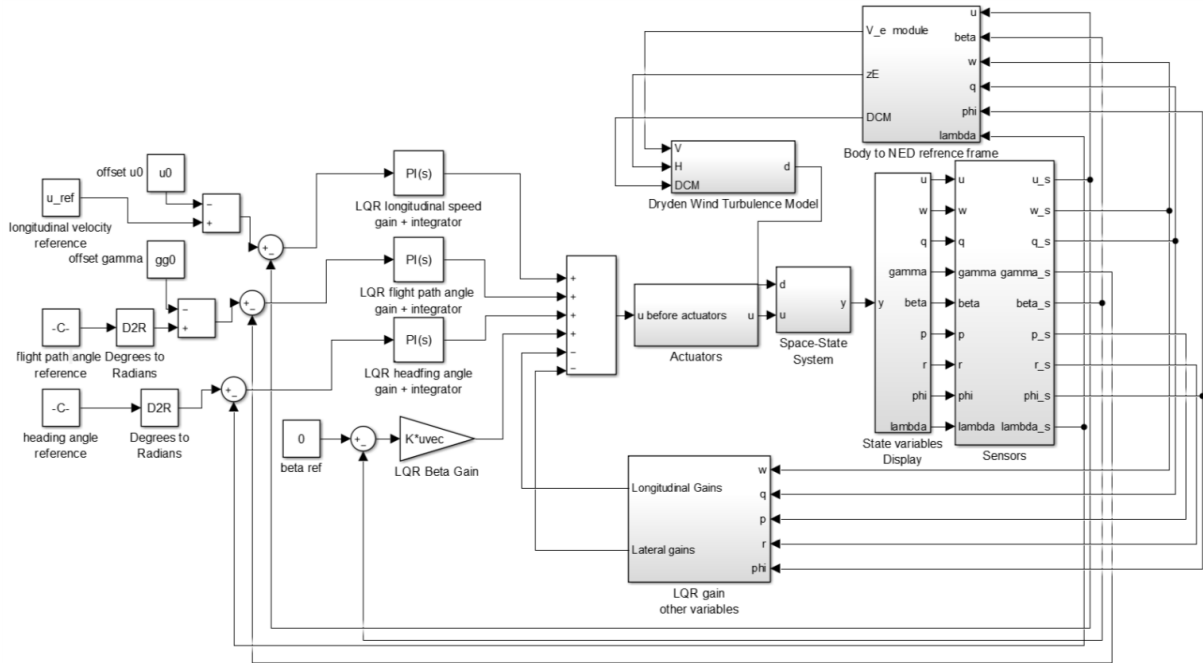 V_e module
zE
DCM
u
beta
w
q
phi
lambda
Body to NED refrence frame
V
H
DCM
d
Dryden Wind Turbulence Model
offset u0
u0
u_ref
longitudinal velocity
reference
−
+
+
−
PI(s)
LQR longitudinal speed
gain + integrator
offset gamma
gg0
-C-
flight path angle
reference
D2R
Degrees to
Radians
−
+
+
−
PI(s)
LQR flight path angle
gain + integrator
-C-
heading angle
reference
D2R
Degrees to
Radians
+
−
PI(s)
LQR headfing angle
gain + integrator
0
beta ref
+
−
K*uvec
LQR Beta Gain
+
+
+
+
−
−
u before actuators
u
Actuators
d
u
y
Space-State
System
y
u
w
q
gamma
beta
p
r
phi
lambda
State variables
Display
u
w
q
gamma
beta
p
r
phi
lambda
u_s
w_s
q_s
gamma_s
beta_s
p_s
r_s
phi_s
lambda_s
Sensors
Longitudinal Gains
Lateral gains
w
q
p
r
phi
LQR gain
other variables